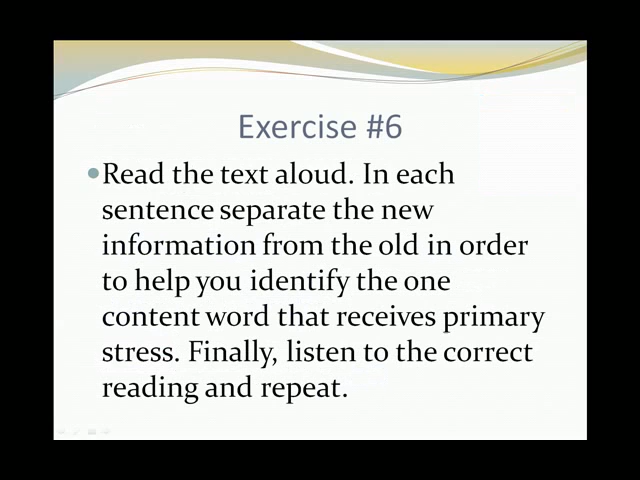 Exercise #6
Read the text aloud. In each
sentence separate the new
information from the old in order
to help you identify the one
content word that receives primary
stress. Finally, listen to the correct
reading and repeat.